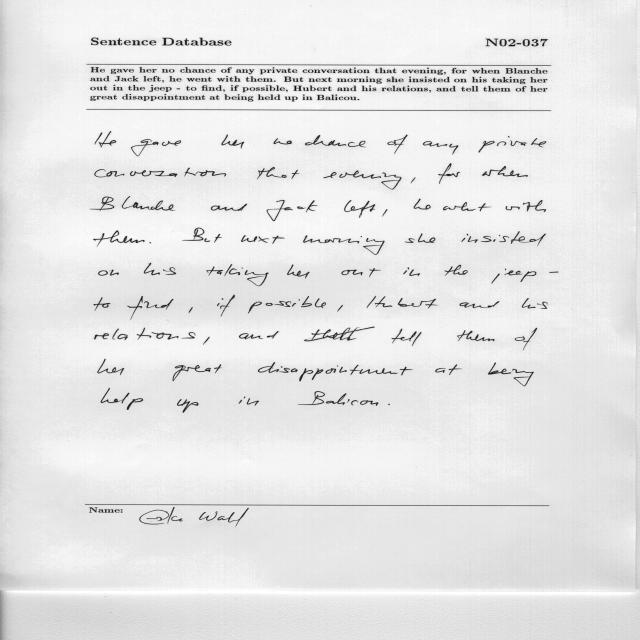 Sentence Database N02-037
He gave her no chance of any private conversation that evening, for when Blanche
and Jack left, he went with them. But next morning she insisted on his taking her
out in the jeep - to find, if possible, Hubert and his relations, and tell them of her
great disappointment at being held up in Balicou.
He gave her no chance of any private
conversation that evening, for when
Blanche and Jack left, he went with
them. But next morning she insisted
on his taking her out in the jeep -
to find, if possible, Hubert and his
relations, and tell them of
her great disappointment at being
help up in Balicou.
Name: Wall